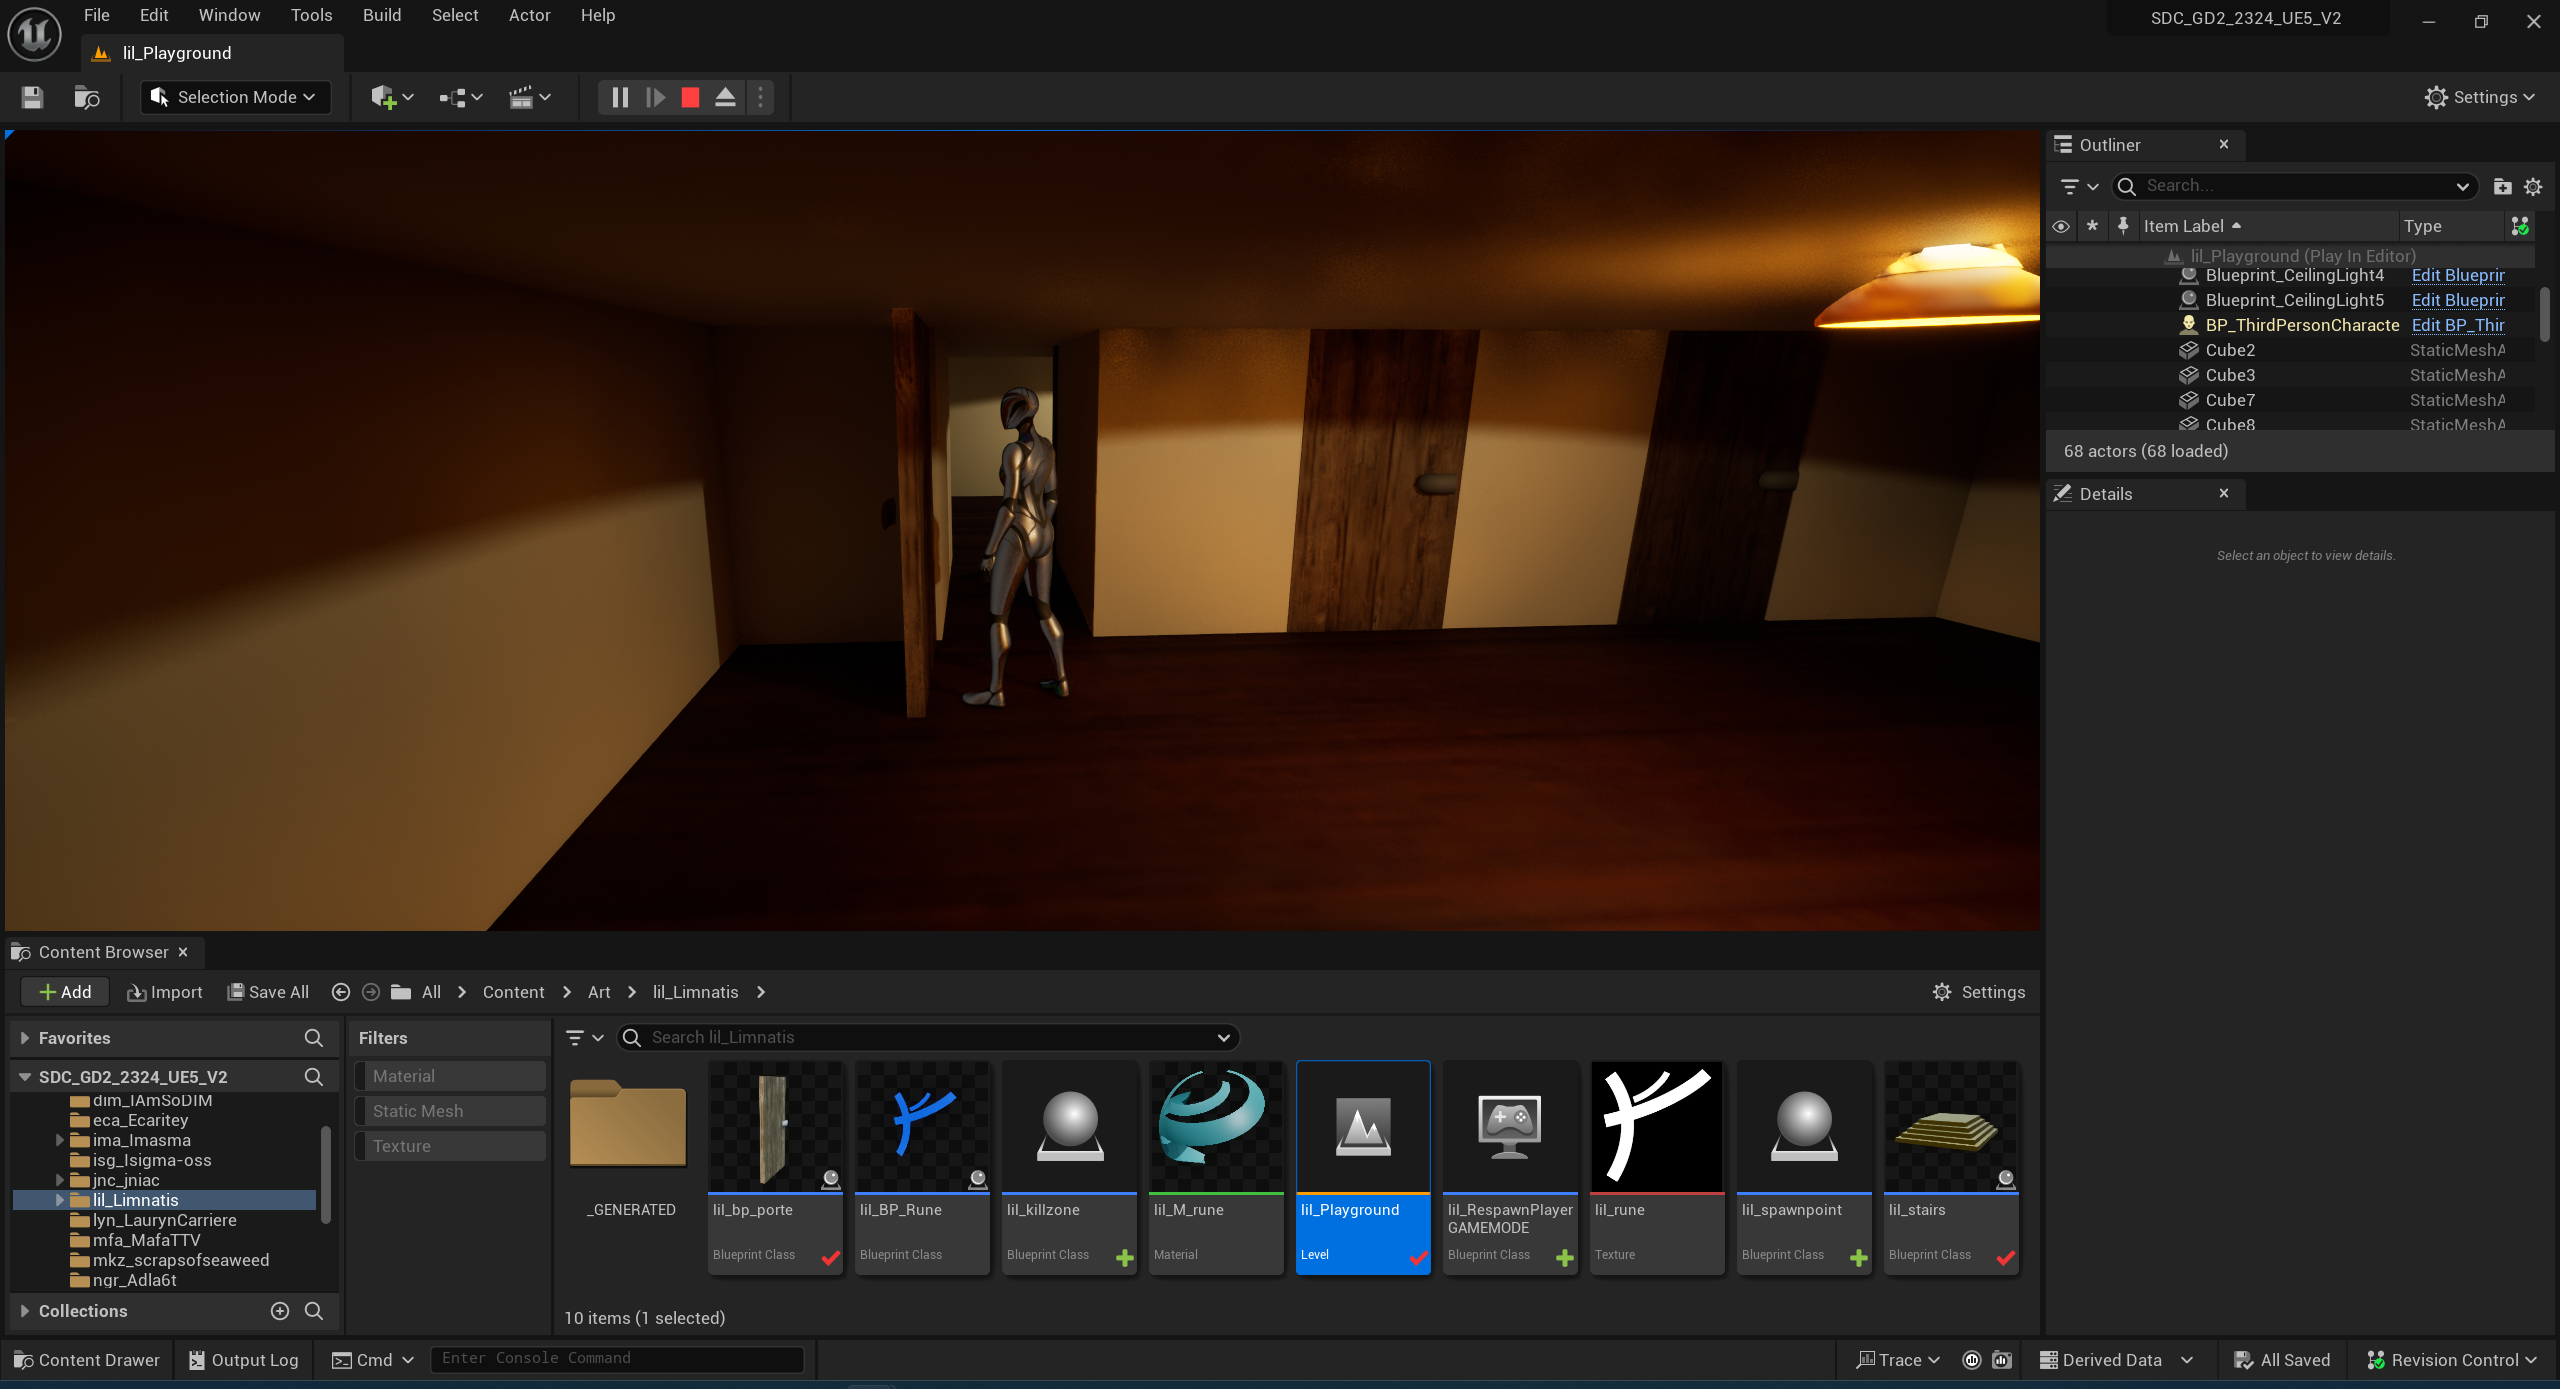 File Edit Window Tools Build Select Actor Help
SDC_GD2_2324_UE5_V2
lil_Playground
Selection Mode
Settings
Outliner
Search...
Item Label
Type
lil_Playground (Play In Editor)
Blueprint_CeilingLight4 Edit Blueprir
Blueprint_CeilingLight5 Edit Blueprir
BP_ThirdPersonCharacte Edit BP_Thir
Cube2 StaticMeshA
Cube3 StaticMeshA
Cube7 StaticMeshA
Cube8 StaticMeshA
68 actors (68 loaded)
Details
Select an object to view details.
Content Browser
Add Import Save All All Content Art lil_Limnatis
Settings
Favorites
Filters
Search lil_Limnatis
SDC_GD2_2324_UE5_V2
Material
Static Mesh
Texture
dim_IAmSoDIM
eca_Ecaritey
ima_Imasma
isg_Isigma-oss
jnc_jniac
lil_Limnatis
lyn_LaurynCarriere
mfa_MafaTTV
mkz_scrapsofseaweed
ngr_Adla6t
Collections
_GENERATED
lil_bp_porte
Blueprint Class
lil_BP_Rune
Blueprint Class
lil_killzone
Blueprint Class
lil_M_rune
Material
lil_Playground
Level
lil_RespawnPlayer
GAMEMODE
Blueprint Class
lil_rune
Texture
lil_spawnpoint
Blueprint Class
lil_stairs
Blueprint Class
10 items (1 selected)
Content Drawer Output Log Cmd Enter Console Command
Trace Derived Data All Saved Revision Control